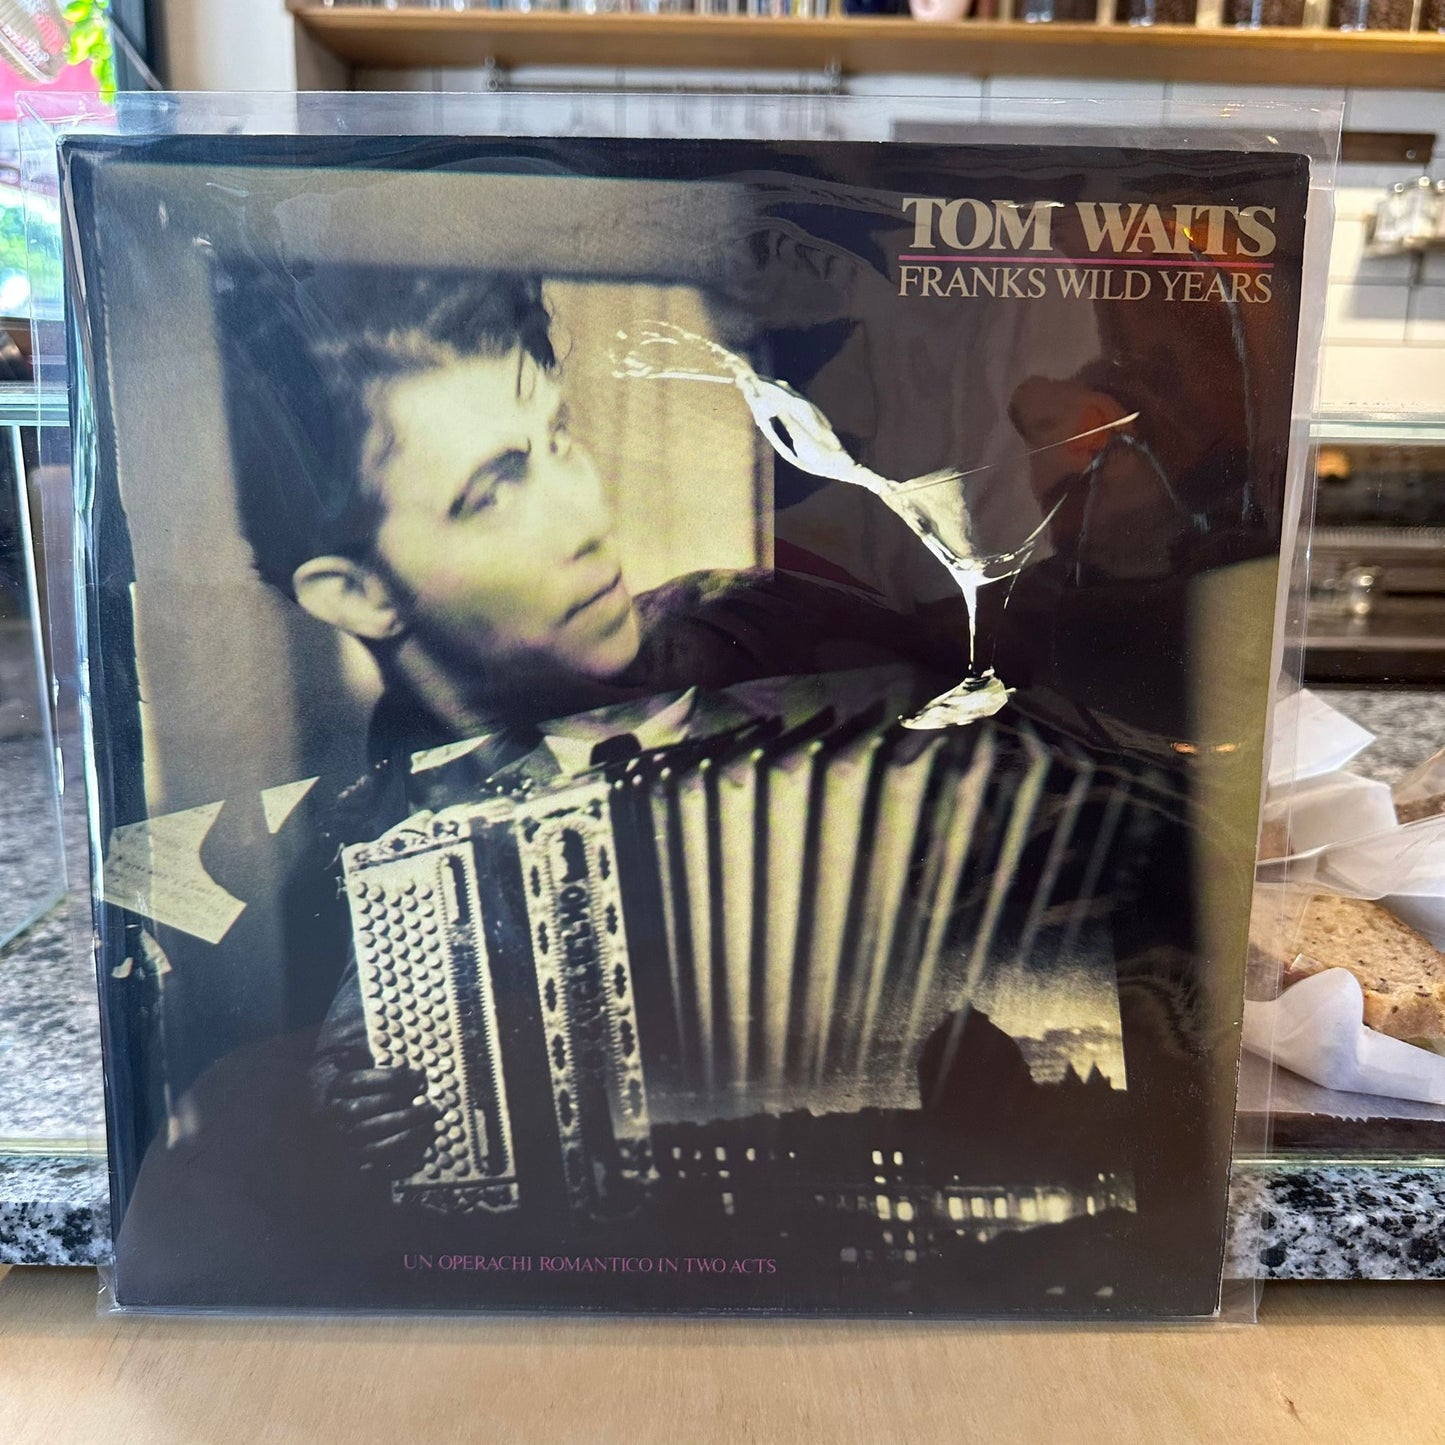 TOM WAITS
FRANKS WILD YEARS
UN OPERACHI ROMANTICO IN TWO ACTS